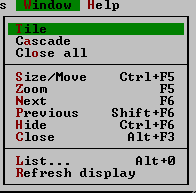 s Window Help
Tile
Cascade
Close all
Size/Move Ctrl+F5
Zoom F5
Next F6
Previous Shift+F6
Hide Ctrl+F6
Close Alt+F3
List... Alt+0
Refresh display